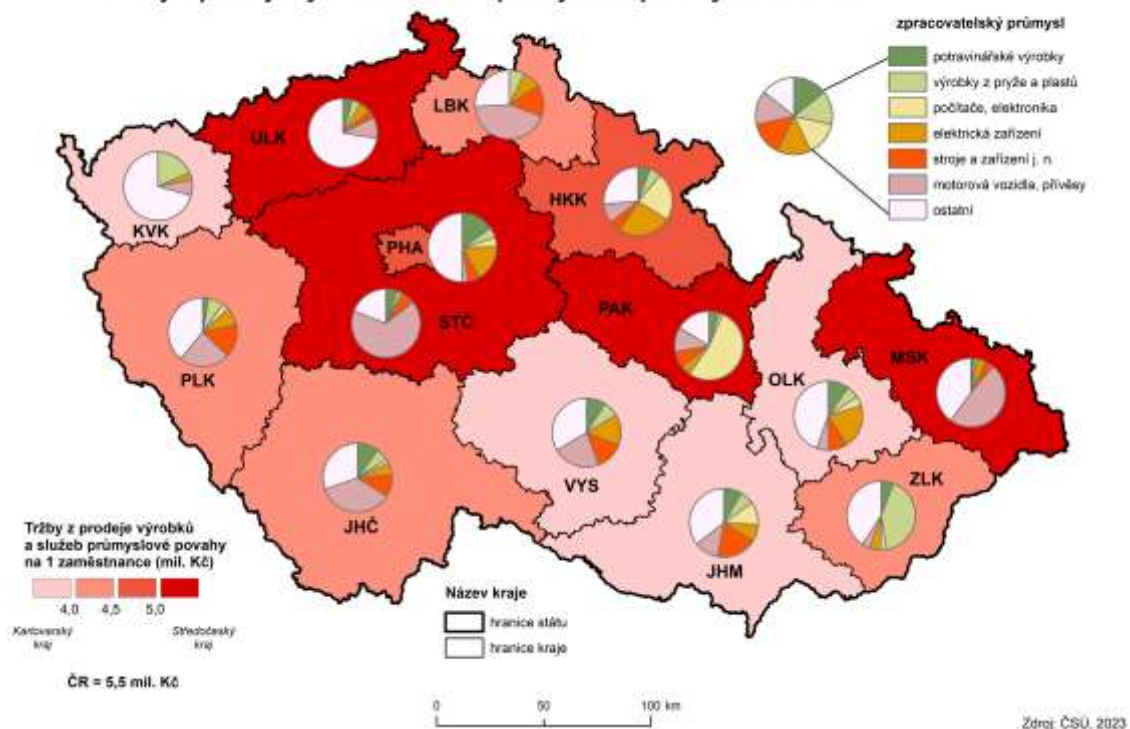 zpracovatelský průmysl
potravinářské výrobky
výrobky z pryže a plastů
počítače, elektronika
elektrická zařízení
stroje a zařízení j. n.
motorová vozidla, přívěsy
ostatní
LBK
ULK
KVK
HKK
PHA
STČ
PAK
PLK
OLK
MSK
VYS
ZLK
JHČ
JHM
Tržby z prodeje výrobků
a služeb průmyslové povahy
na 1 zaměstnance (mil. Kč)
4,0 4,5 5,0
Karlovarský
kraj
Středočeský
kraj
ČR = 5,5 mil. Kč
Název kraje
hranice státu
hranice kraje
0 50 100 km
Zdroj: ČSÚ, 2023